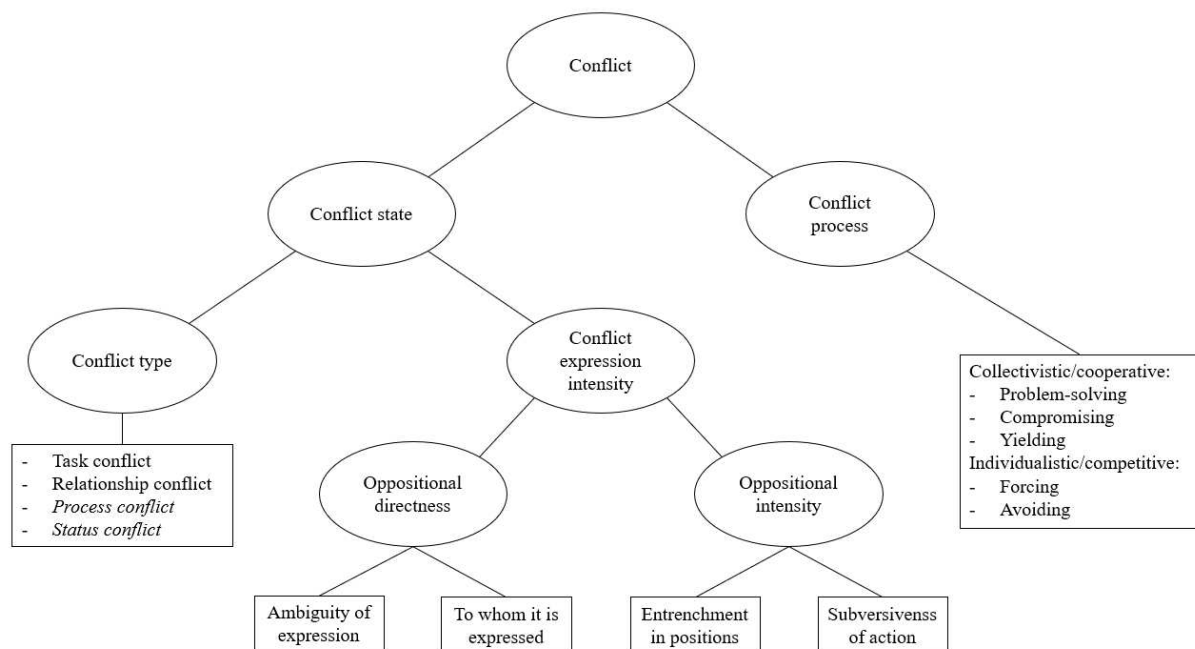 Conflict
Conflict state
Conflict
process
Conflict type
Conflict
expression
intensity
- Task conflict
- Relationship conflict
- Process conflict
- Status conflict
Oppositional
directness
Oppositional
intensity
Collectivistic/cooperative:
- Problem-solving
- Compromising
- Yielding
Individualistic/competitive:
- Forcing
- Avoiding
Ambiguity of
expression
To whom it is
expressed
Entrenchment
in positions
Subversivenss
of action